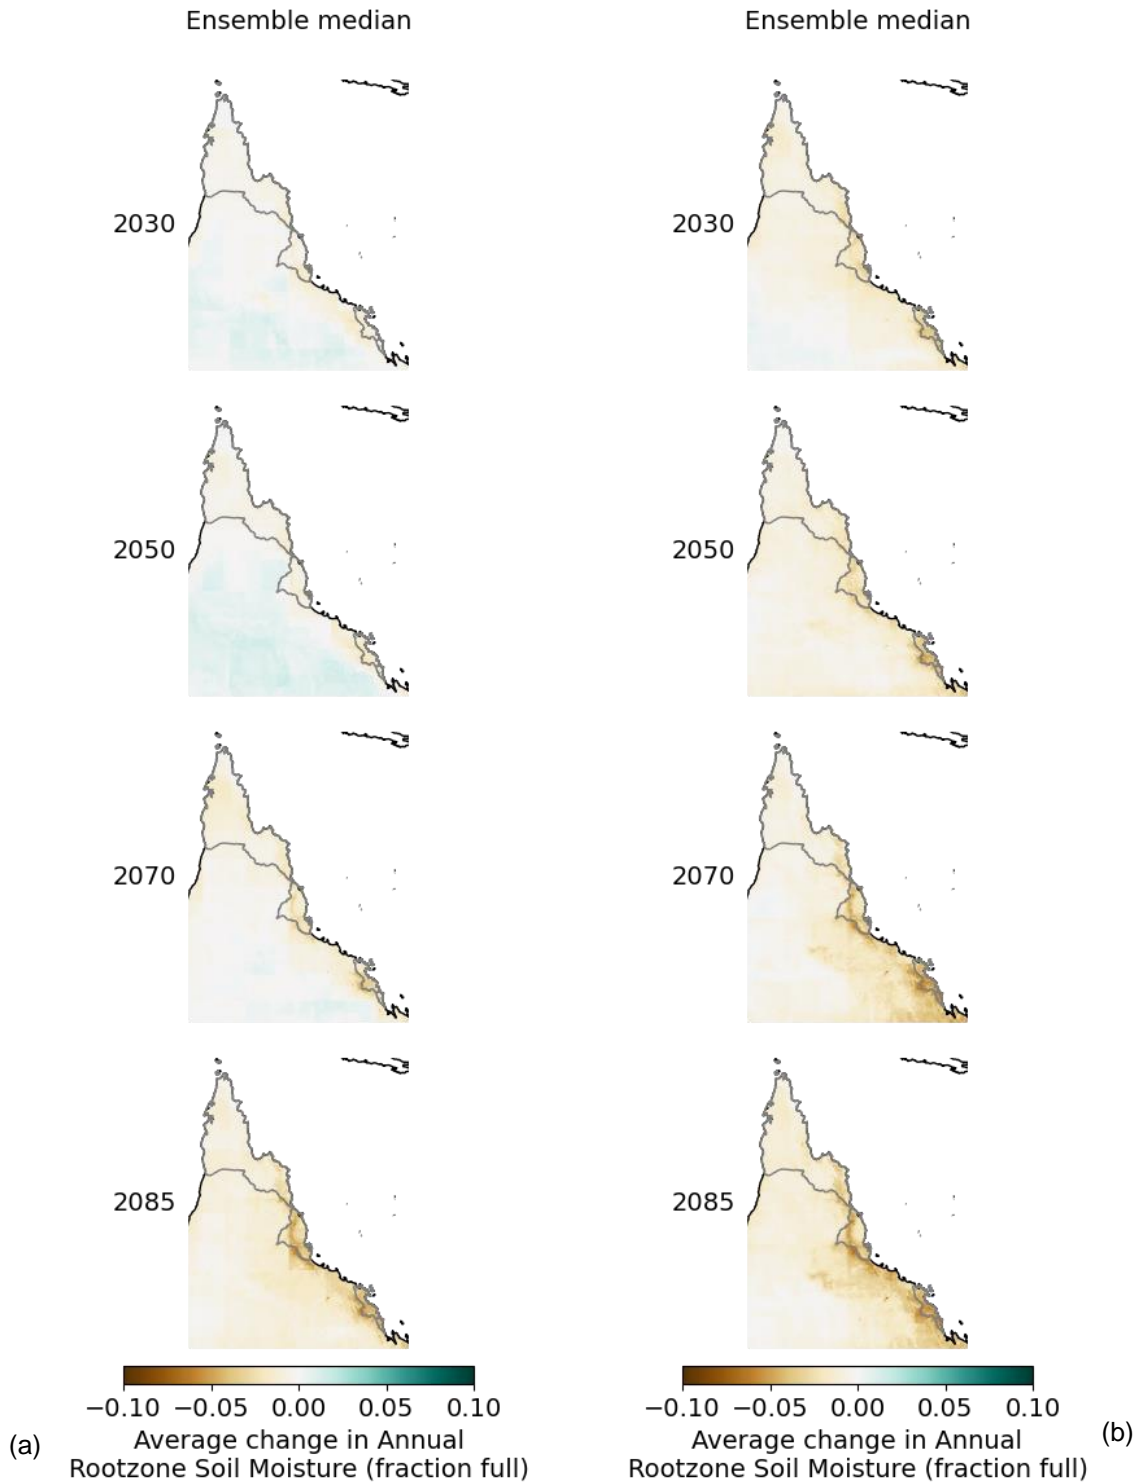 Ensemble median
Ensemble median
2030
2030
2050
2050
2070
2070
2085
2085
−0.10 −0.05 0.00 0.05 0.10
−0.10 −0.05 0.00 0.05 0.10
(a)
Average change in Annual
Rootzone Soil Moisture (fraction full)
Average change in Annual
Rootzone Soil Moisture (fraction full)
(b)